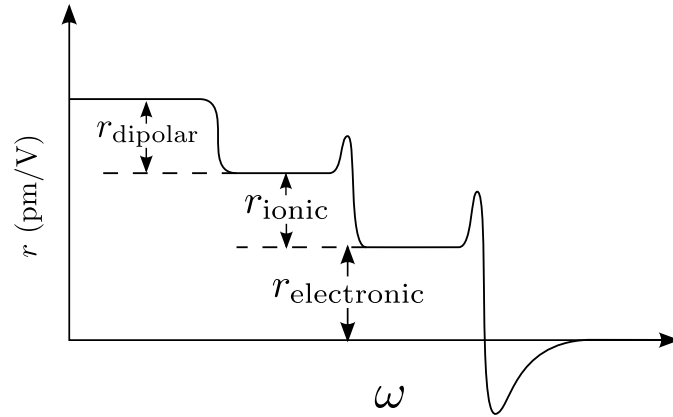 r (pm/V)
r_dipolar
r_ionic
r_electronic
ω